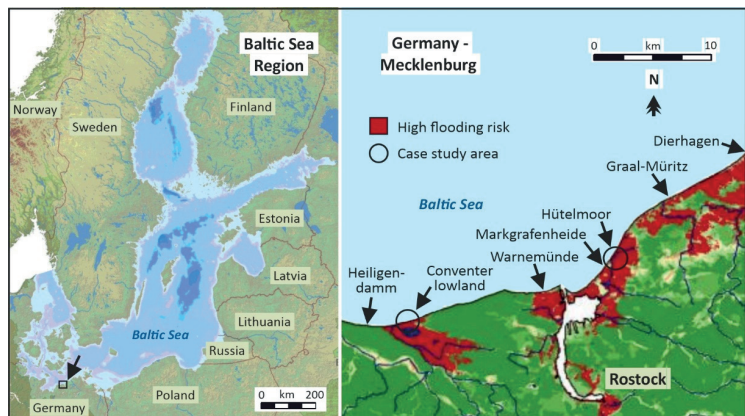 Baltic Sea
Region
Norway
Sweden
Finland
Estonia
Latvia
Lithuania
Baltic Sea
Russia
Poland
Germany
0 km 200
Germany -
Mecklenburg
0 km 10
N
High flooding risk
Case study area
Dierhagen
Graal-Müritz
Baltic Sea
Hütelmoor
Markgrafenheide
Warnemünde
Heiligen-
damm
Conventer
lowland
Rostock